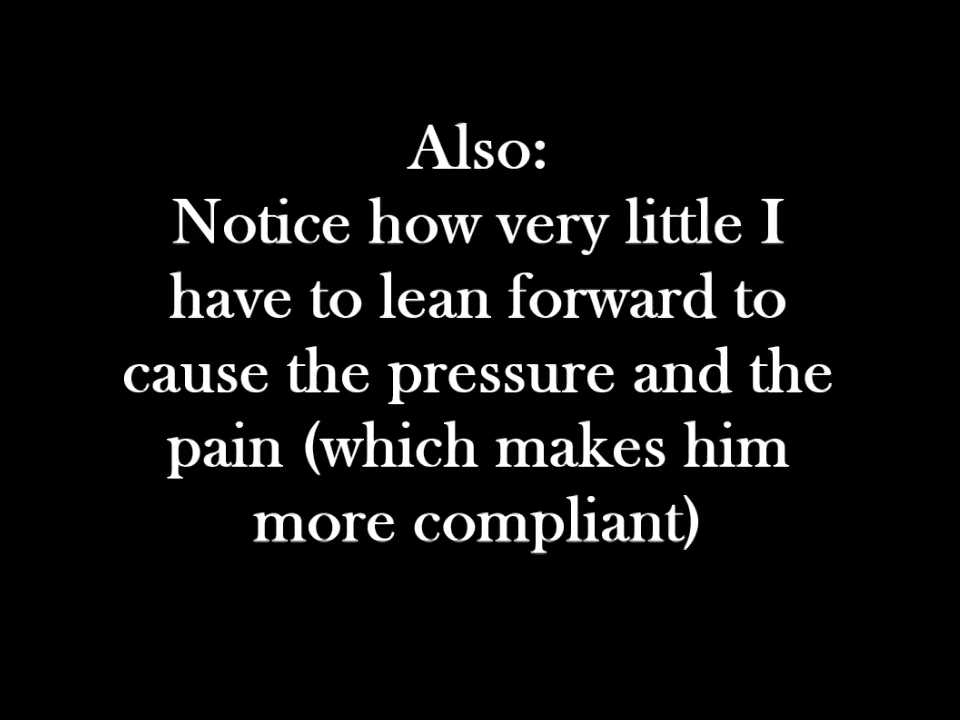 Also:
Notice how very little I
have to lean forward to
cause the pressure and the
pain (which makes him
more compliant)